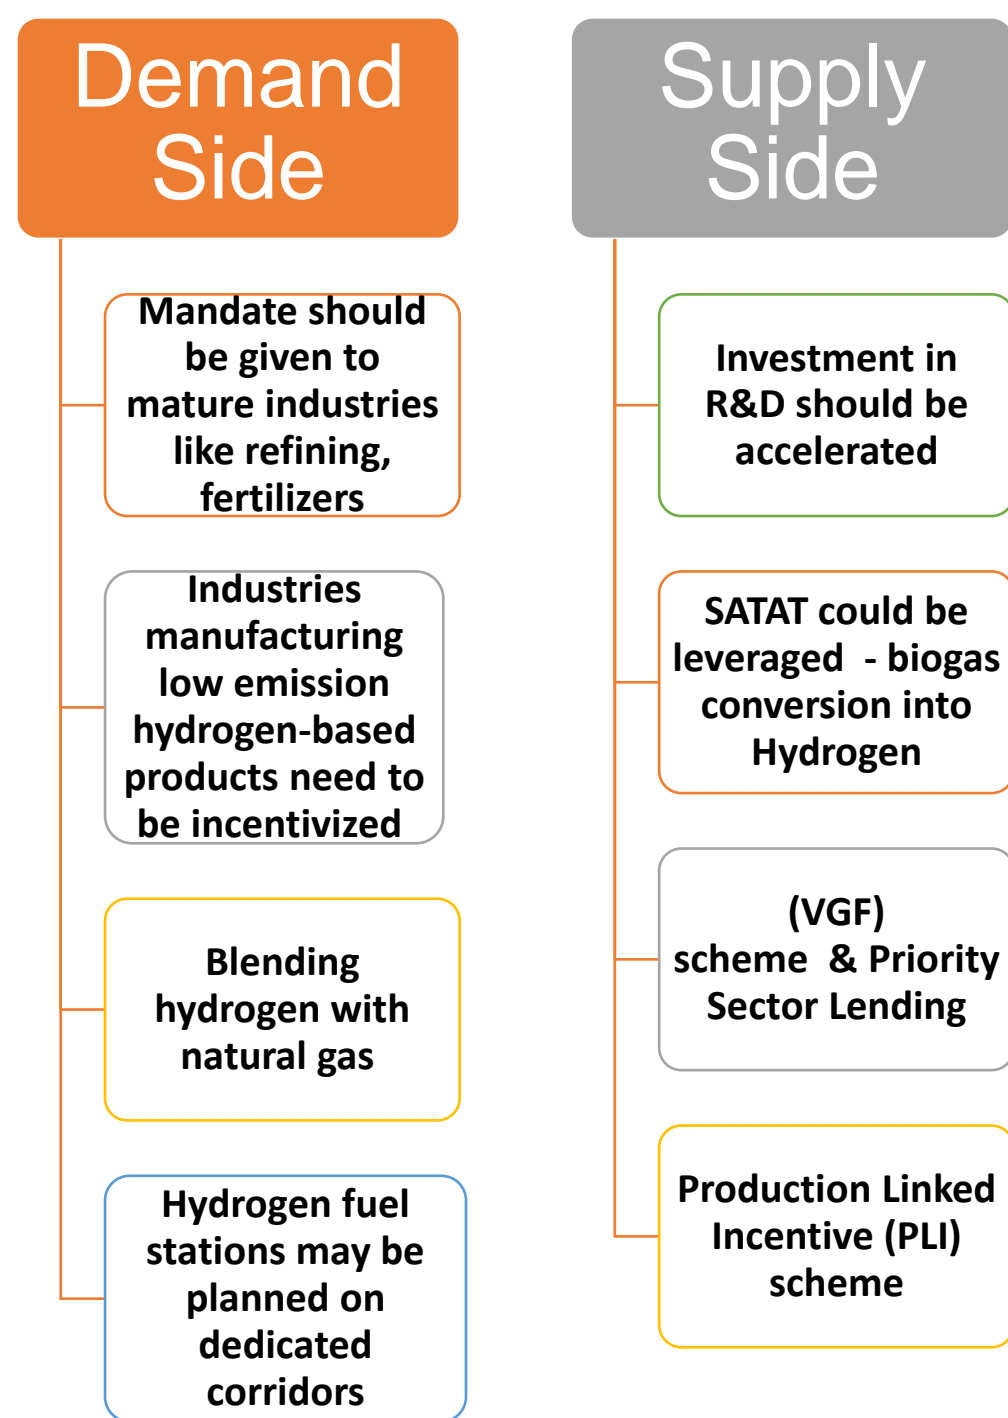 Demand
Side
Mandate should
be given to
mature industries
like refining,
fertilizers
Industries
manufacturing
low emission
hydrogen-based
products need to
be incentivized
Blending
hydrogen with
natural gas
Hydrogen fuel
stations may be
planned on
dedicated
corridors
Supply
Side
Investment in
R&D should be
accelerated
SATAT could be
leveraged  - biogas
conversion into
Hydrogen
(VGF)
scheme  & Priority
Sector Lending
Production Linked
Incentive (PLI)
scheme